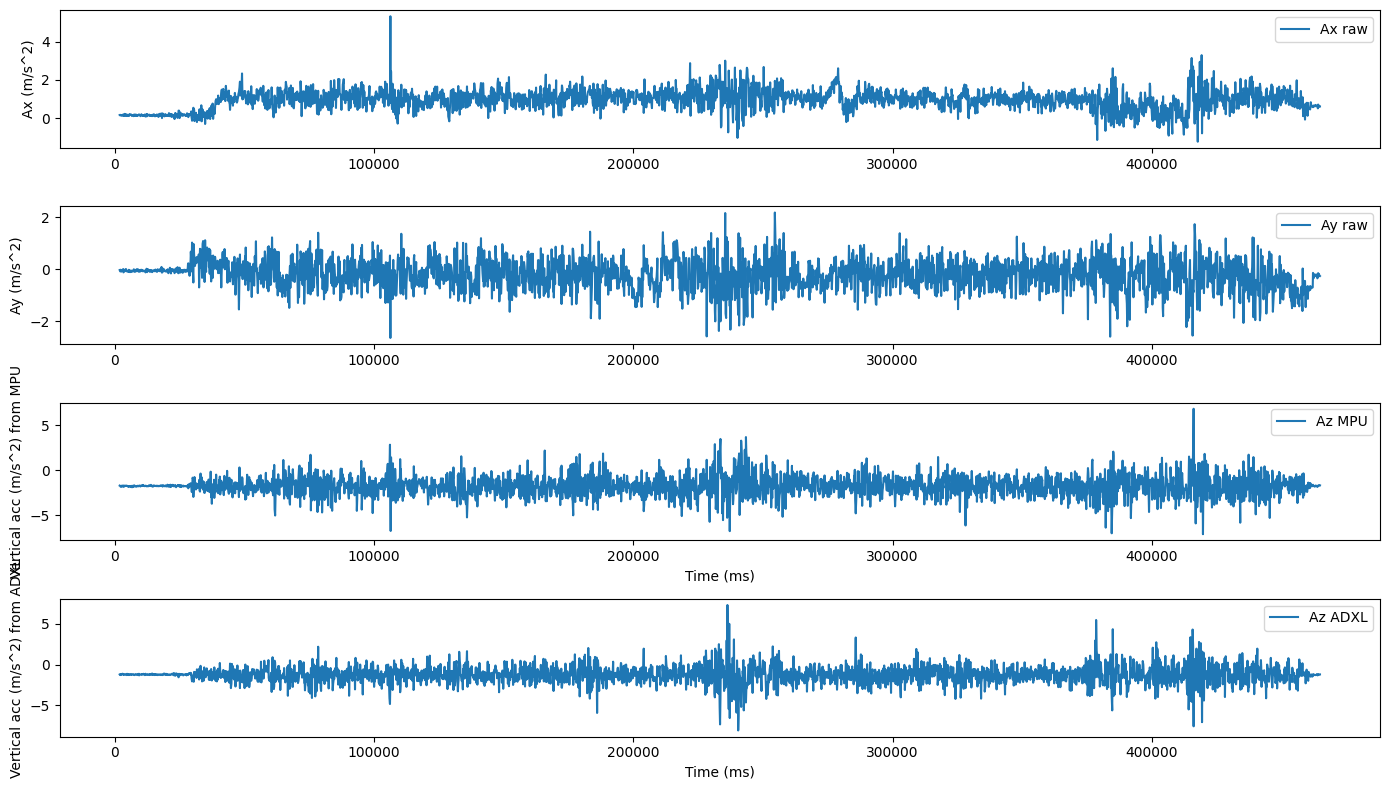 Ax (m/s^2)
Ax raw
4
2
0
0 100000 200000 300000 400000
Ay (m/s^2)
Ay raw
2
0
−2
0 100000 200000 300000 400000
Vertical acc (m/s^2) from MPU
Az MPU
5
0
−5
0 100000 200000 300000 400000
Time (ms)
Vertical acc (m/s^2) from ADXL
Az ADXL
5
0
−5
0 100000 200000 300000 400000
Time (ms)